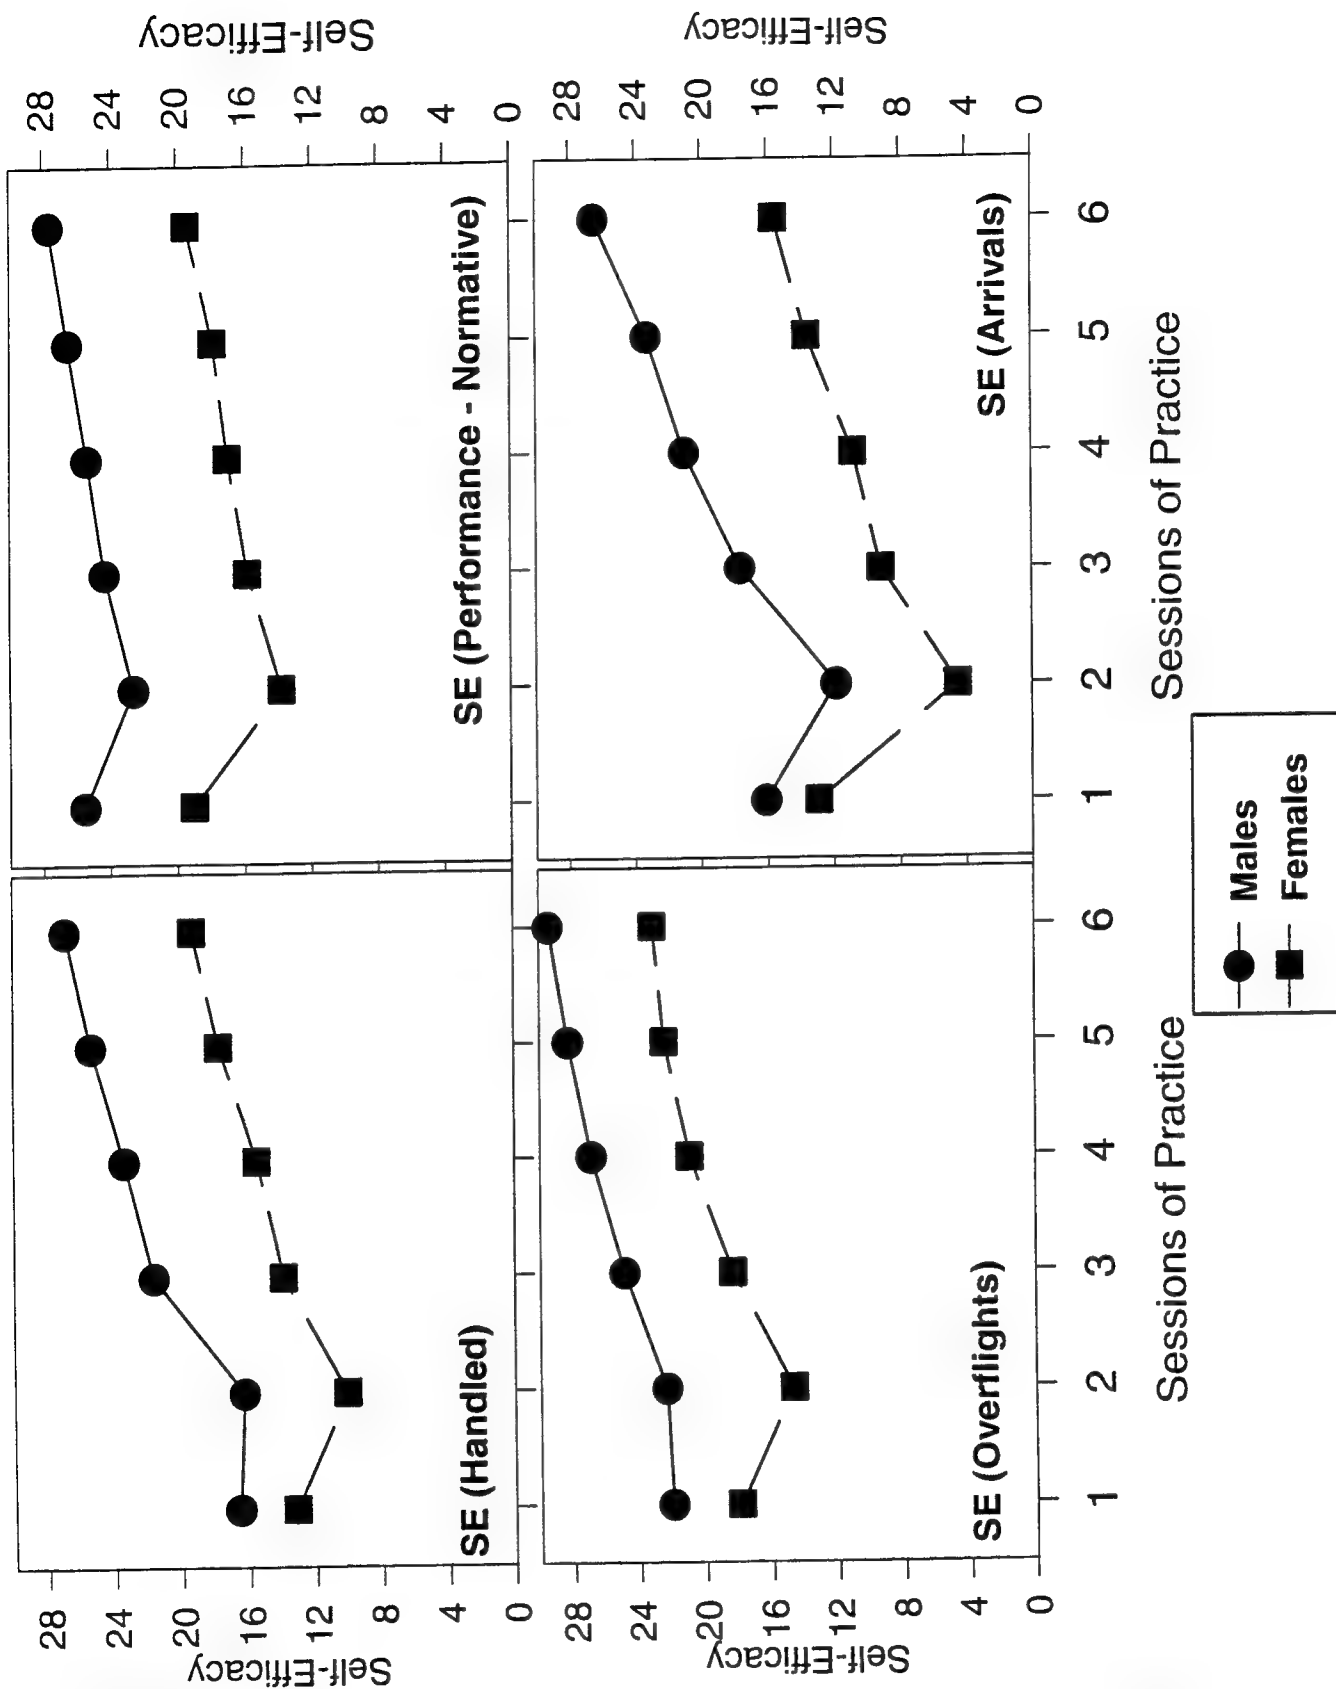 Self-Efficacy
28
24
20
16
12
8
4
0
SE (Handled)
28
24
20
16
12
8
4
0
Self-Efficacy
SE (Performance - Normative)
Self-Efficacy
28
24
20
16
12
8
4
0
SE (Overflights)
1 2 3 4 5 6
Sessions of Practice
28
24
20
16
12
8
4
0
Self-Efficacy
SE (Arrivals)
1 2 3 4 5 6
Sessions of Practice
Males
Females